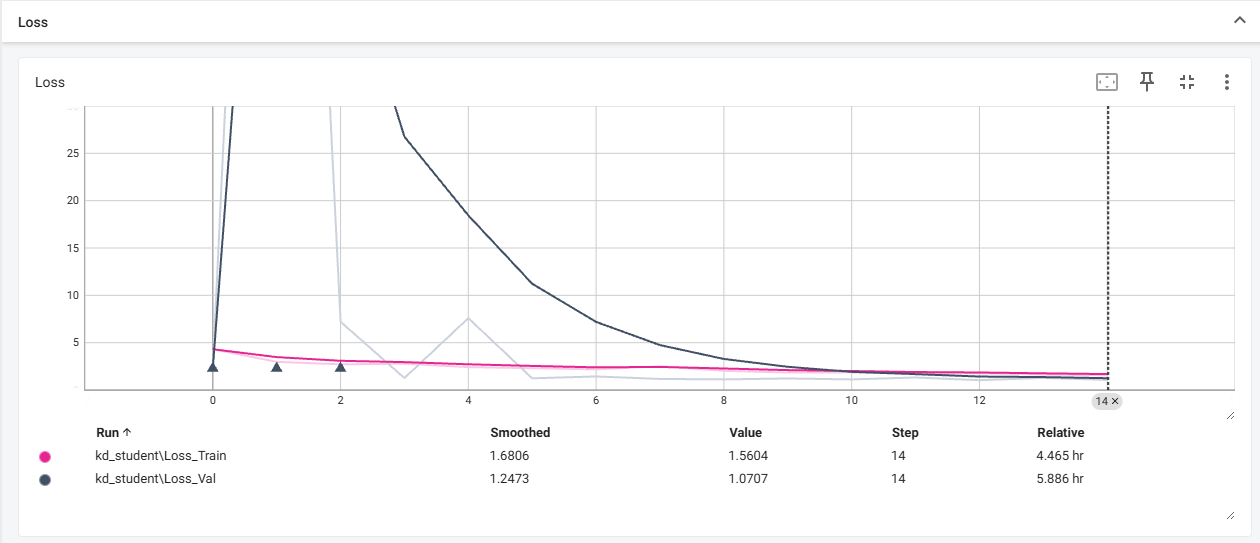 Loss
Loss
25
20
15
10
5
0 2 4 6 8 10 12 14 ×
Run ↑ Smoothed Value Step Relative
kd_student\Loss_Train 1.6806 1.5604 14 4.465 hr
kd_student\Loss_Val 1.2473 1.0707 14 5.886 hr